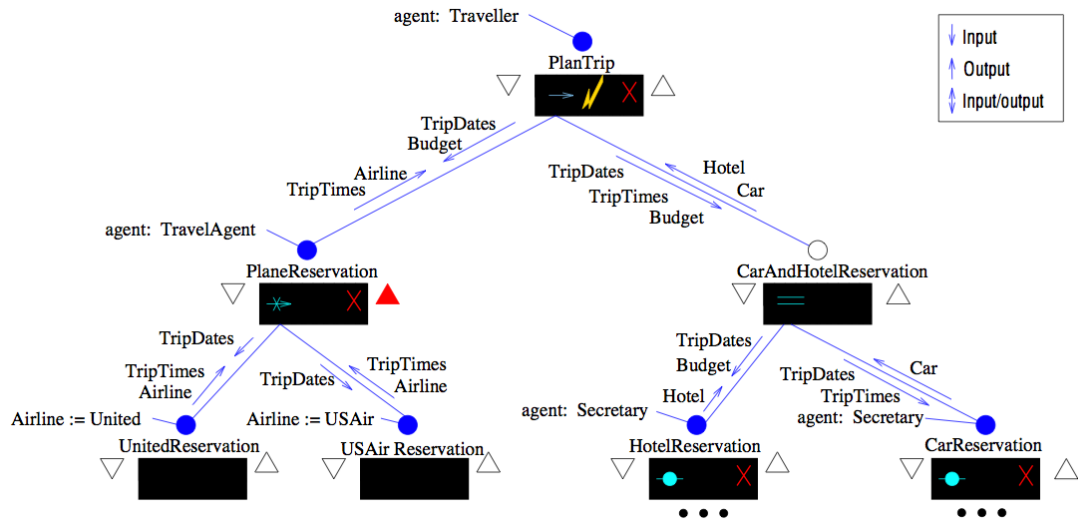 agent: Traveller
PlanTrip
Input
Output
Input/output
TripDates
Budget
Airline
TripTimes
Hotel
Car
TripDates
TripTimes
Budget
agent: TravelAgent
PlaneReservation
CarAndHotelReservation
TripDates
TripTimes
Airline
TripDates
TripTimes
Airline
TripDates
Budget
Hotel
Car
TripDates
TripTimes
Airline := United
Airline := USAir
agent: Secretary
agent: Secretary
UnitedReservation
USAir Reservation
HotelReservation
CarReservation